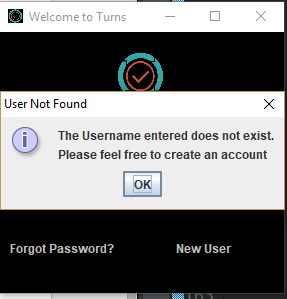 Welcome to Turns
User Not Found
The Username entered does not exist.
Please feel free to create an account
OK
Forgot Password?
New User